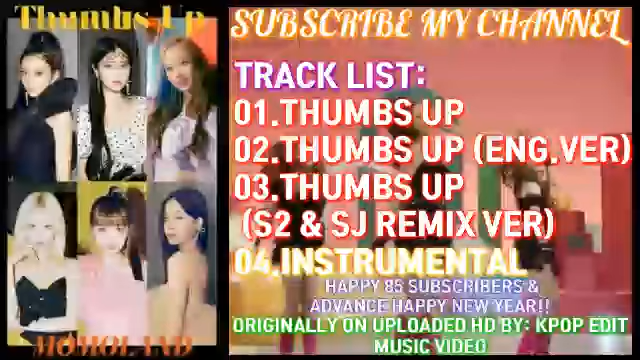 Thumbs Up
SUBSCRIBE MY CHANNEL
TRACK LIST:
01.THUMBS UP
02.THUMBS UP (ENG.VER)
03.THUMBS UP
(S2 & SJ REMIX VER)
04.INSTRUMENTAL
HAPPY 85 SUBSCRIBERS &
ADVANCE HAPPY NEW YEAR!!
ORIGINALLY ON UPLOADED HD BY: KPOP EDIT
MUSIC VIDEO
MOMOLAND